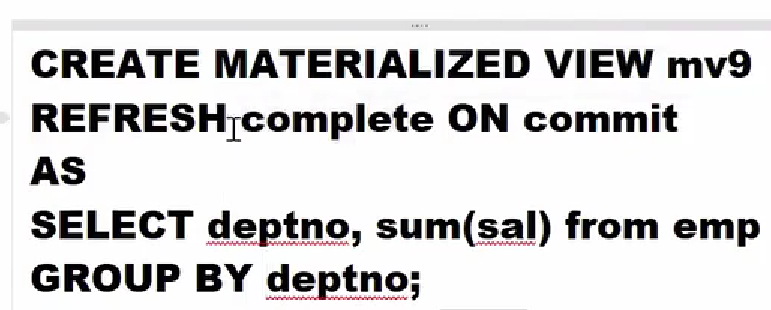 CREATE MATERIALIZED VIEW mv9
REFRESH complete ON commit
AS
SELECT deptno, sum(sal) from emp
GROUP BY deptno;